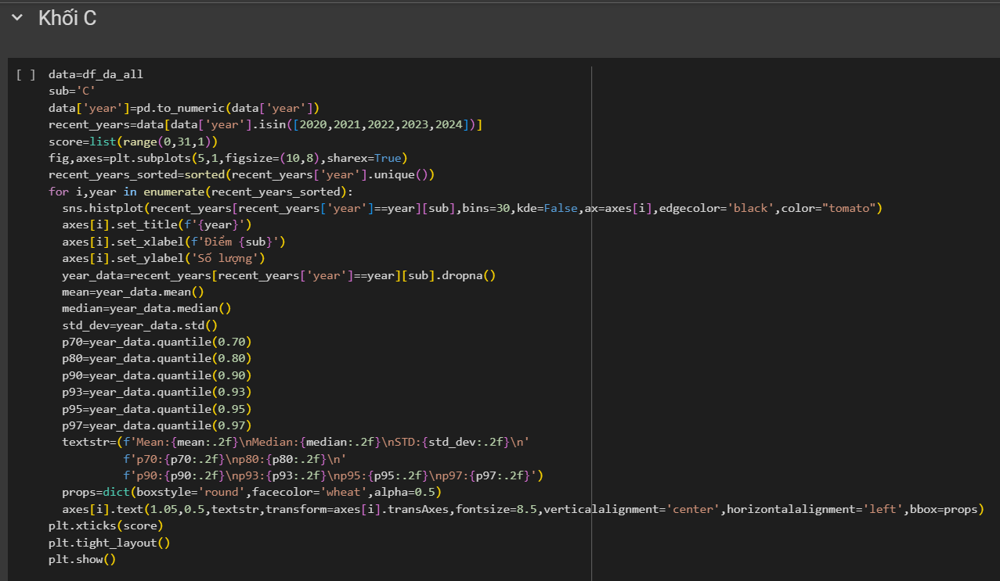 Khối C
[ ] data=df_da_all
sub='C'
data['year']=pd.to_numeric(data['year'])
recent_years=data[data['year'].isin([2020,2021,2022,2023,2024])]
score=list(range(0,31,1))
fig,axes=plt.subplots(5,1,figsize=(10,8),sharex=True)
recent_years_sorted=sorted(recent_years['year'].unique())
for i,year in enumerate(recent_years_sorted):
  sns.histplot(recent_years[recent_years['year']==year][sub],bins=30,kde=False,ax=axes[i],edgecolor='black',color="tomato")
  axes[i].set_title(f'{year}')
  axes[i].set_xlabel(f'Điểm {sub}')
  axes[i].set_ylabel('Số lượng')
  year_data=recent_years[recent_years['year']==year][sub].dropna()
  mean=year_data.mean()
  median=year_data.median()
  std_dev=year_data.std()
  p70=year_data.quantile(0.70)
  p80=year_data.quantile(0.80)
  p90=year_data.quantile(0.90)
  p93=year_data.quantile(0.93)
  p95=year_data.quantile(0.95)
  p97=year_data.quantile(0.97)
  textstr=(f'Mean:{mean:.2f}\nMedian:{median:.2f}\nSTD:{std_dev:.2f}\n'
           f'p70:{p70:.2f}\np80:{p80:.2f}\n'
           f'p90:{p90:.2f}\np93:{p93:.2f}\np95:{p95:.2f}\np97:{p97:.2f}')
  props=dict(boxstyle='round',facecolor='wheat',alpha=0.5)
  axes[i].text(1.05,0.5,textstr,transform=axes[i].transAxes,fontsize=8.5,verticalalignment='center',horizontalalignment='left',bbox=props)
plt.xticks(score)
plt.tight_layout()
plt.show()